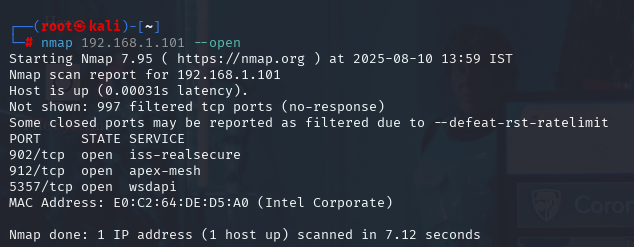 ┌──(root㉿kali)-[~]
└─# nmap 192.168.1.101 --open
Starting Nmap 7.95 ( https://nmap.org ) at 2025-08-10 13:59 IST
Nmap scan report for 192.168.1.101
Host is up (0.00031s latency).
Not shown: 997 filtered tcp ports (no-response)
Some closed ports may be reported as filtered due to --defeat-rst-ratelimit
PORT     STATE SERVICE
902/tcp  open  iss-realsecure
912/tcp  open  apex-mesh
5357/tcp open  wsdapi
MAC Address: E0:C2:64:DE:D5:A0 (Intel Corporate)

Nmap done: 1 IP address (1 host up) scanned in 7.12 seconds